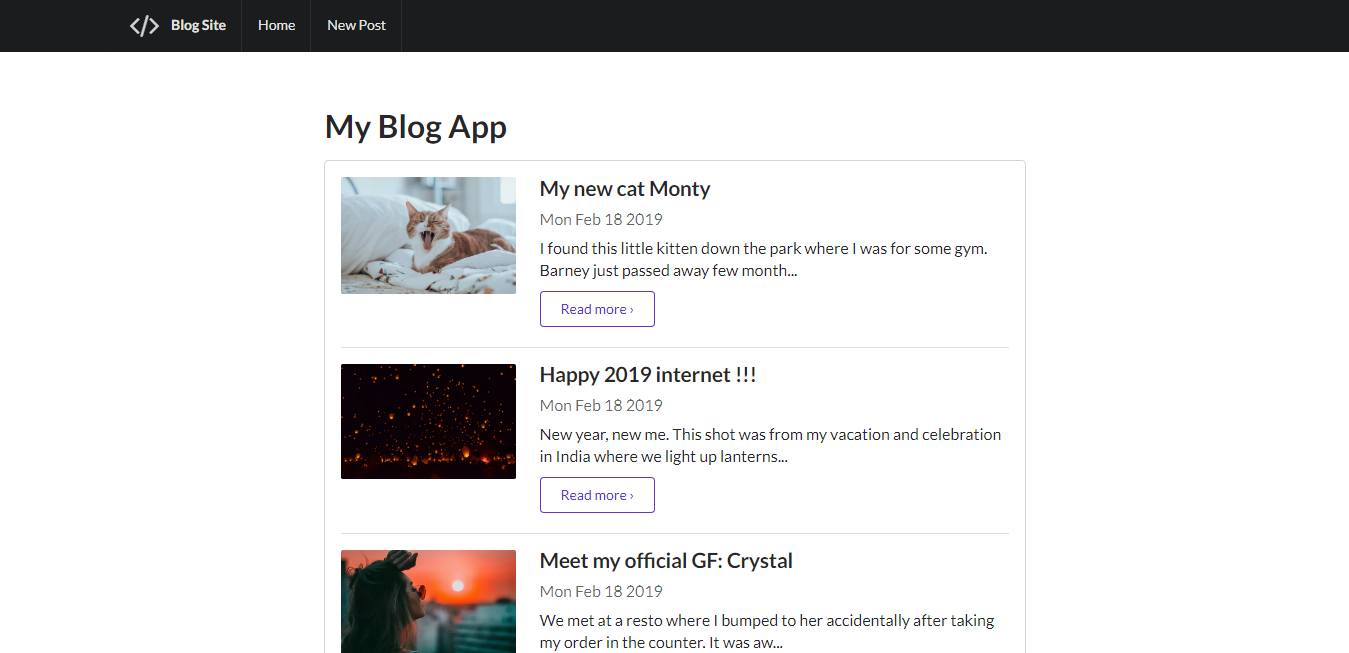 Blog Site Home New Post
My Blog App
My new cat Monty
Mon Feb 18 2019
I found this little kitten down the park where I was for some gym.
Barney just passed away few month...
Read more ›
Happy 2019 internet !!!
Mon Feb 18 2019
New year, new me. This shot was from my vacation and celebration
in India where we light up lanterns...
Read more ›
Meet my official GF: Crystal
Mon Feb 18 2019
We met at a resto where I bumped to her accidentally after taking
my order in the counter. It was aw...